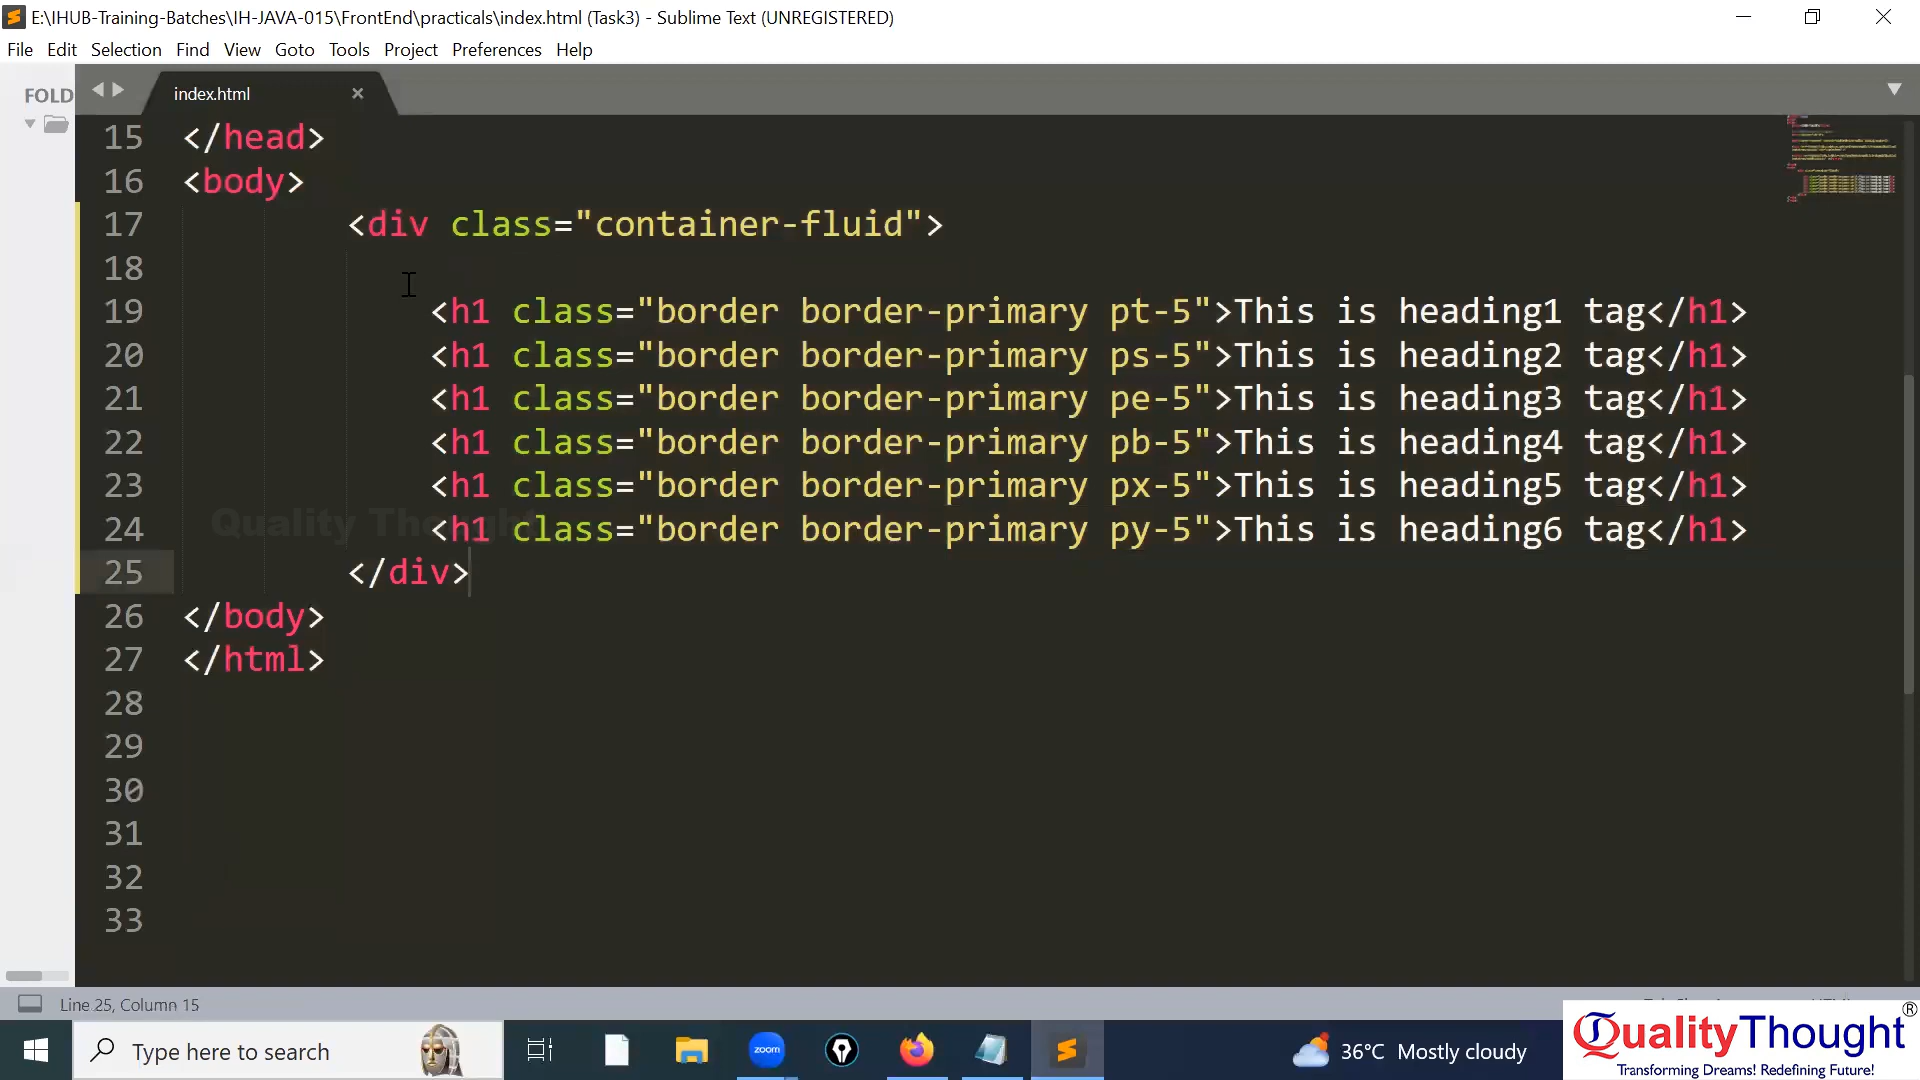 E:\IHUB-Training-Batches\IH-JAVA-015\FrontEnd\practicals\index.html (Task3) - Sublime Text (UNREGISTERED)
File Edit Selection Find View Goto Tools Project Preferences Help
FOLD
index.html
15 </head>
16 <body>
17 <div class="container-fluid">
18
19 <h1 class="border border-primary pt-5">This is heading1 tag</h1>
20 <h1 class="border border-primary ps-5">This is heading2 tag</h1>
21 <h1 class="border border-primary pe-5">This is heading3 tag</h1>
22 <h1 class="border border-primary pb-5">This is heading4 tag</h1>
23 <h1 class="border border-primary px-5">This is heading5 tag</h1>
24 <h1 class="border border-primary py-5">This is heading6 tag</h1>
Quality Thought
25 </div>
26 </body>
27 </html>
28
29
30
31
32
33
Line 25, Column 15
Type here to search
zoom
36°C Mostly cloudy
QualityThought®
Transforming Dreams! Redefining Future!